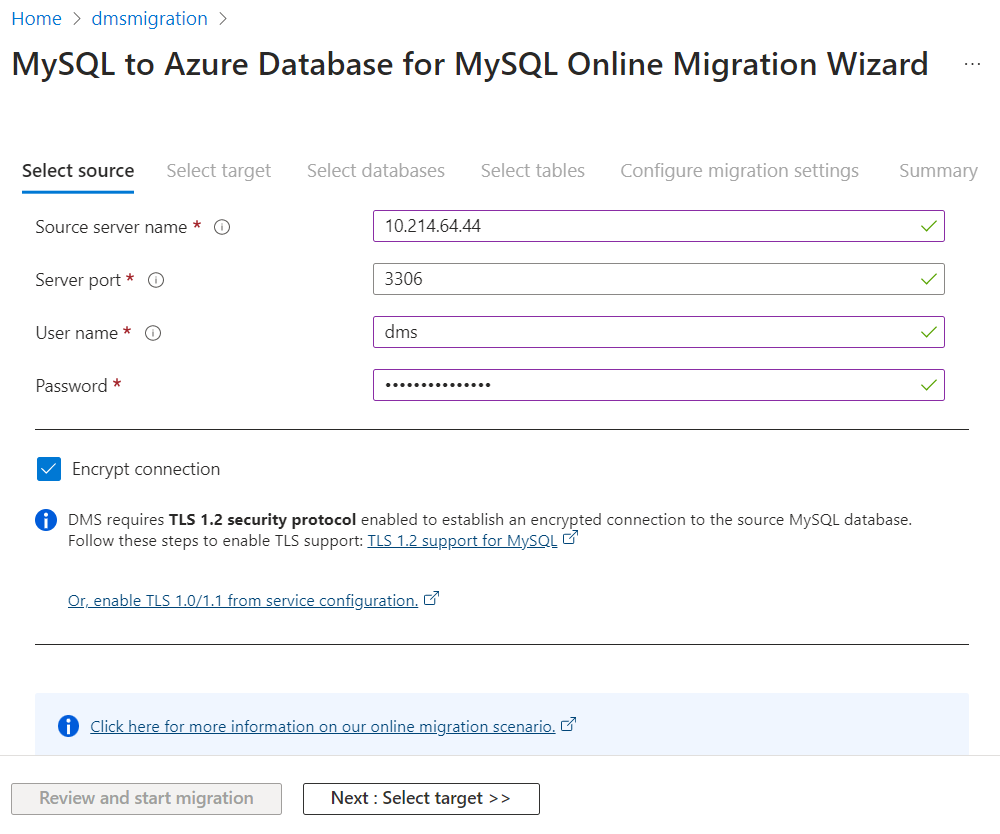 Home > dmsmigration >
MySQL to Azure Database for MySQL Online Migration Wizard ...
Select source Select target Select databases Select tables Configure migration settings Summary
Source server name * 10.214.64.44
Server port * 3306
User name * dms
Password * •••••••••••••••
Encrypt connection
DMS requires TLS 1.2 security protocol enabled to establish an encrypted connection to the source MySQL database.
Follow these steps to enable TLS support: TLS 1.2 support for MySQL
Or, enable TLS 1.0/1.1 from service configuration.
Click here for more information on our online migration scenario.
Review and start migration Next : Select target >>